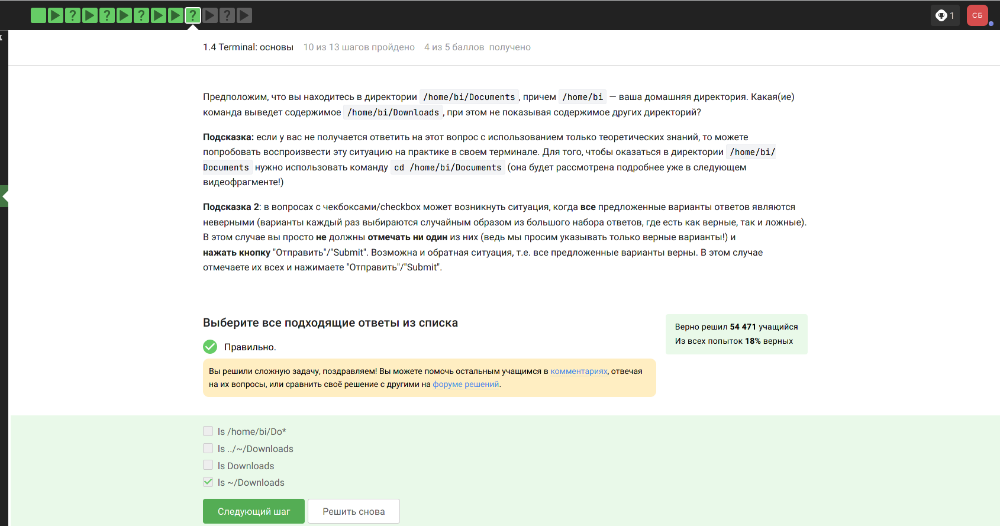 1
СБ
1.4 Terminal: основы 10 из 13 шагов пройдено 4 из 5 баллов получено
Предположим, что вы находитесь в директории /home/bi/Documents, причем /home/bi — ваша домашняя директория. Какая(ие)
команда выведет содержимое /home/bi/Downloads, при этом не показывая содержимое других директорий?
Подсказка: если у вас не получается ответить на этот вопрос с использованием только теоретических знаний, то можете
попробовать воспроизвести эту ситуацию на практике в своем терминале. Для того, чтобы оказаться в директории /home/bi/
Documents нужно использовать команду cd /home/bi/Documents (она будет рассмотрена подробнее уже в следующем
видеофрагменте!)
Подсказка 2: в вопросах с чекбоксами/checkbox может возникнуть ситуация, когда все предложенные варианты ответов являются
неверными (варианты каждый раз выбираются случайным образом из большого набора ответов, где есть как верные, так и ложные).
В этом случае вы просто не должны отмечать ни один из них (ведь мы просим указывать только верные варианты!) и
нажать кнопку "Отправить"/"Submit". Возможна и обратная ситуация, т.е. все предложенные варианты верны. В этом случае
отмечаете их всех и нажимаете "Отправить"/"Submit".
Выберите все подходящие ответы из списка
Верно решил 54 471 учащийся
Из всех попыток 18% верных
Правильно.
Вы решили сложную задачу, поздравляем! Вы можете помочь остальным учащимся в комментариях, отвечая
на их вопросы, или сравнить своё решение с другими на форуме решений.
ls /home/bi/Do*
ls ../~/Downloads
ls Downloads
ls ~/Downloads
Следующий шаг
Решить снова